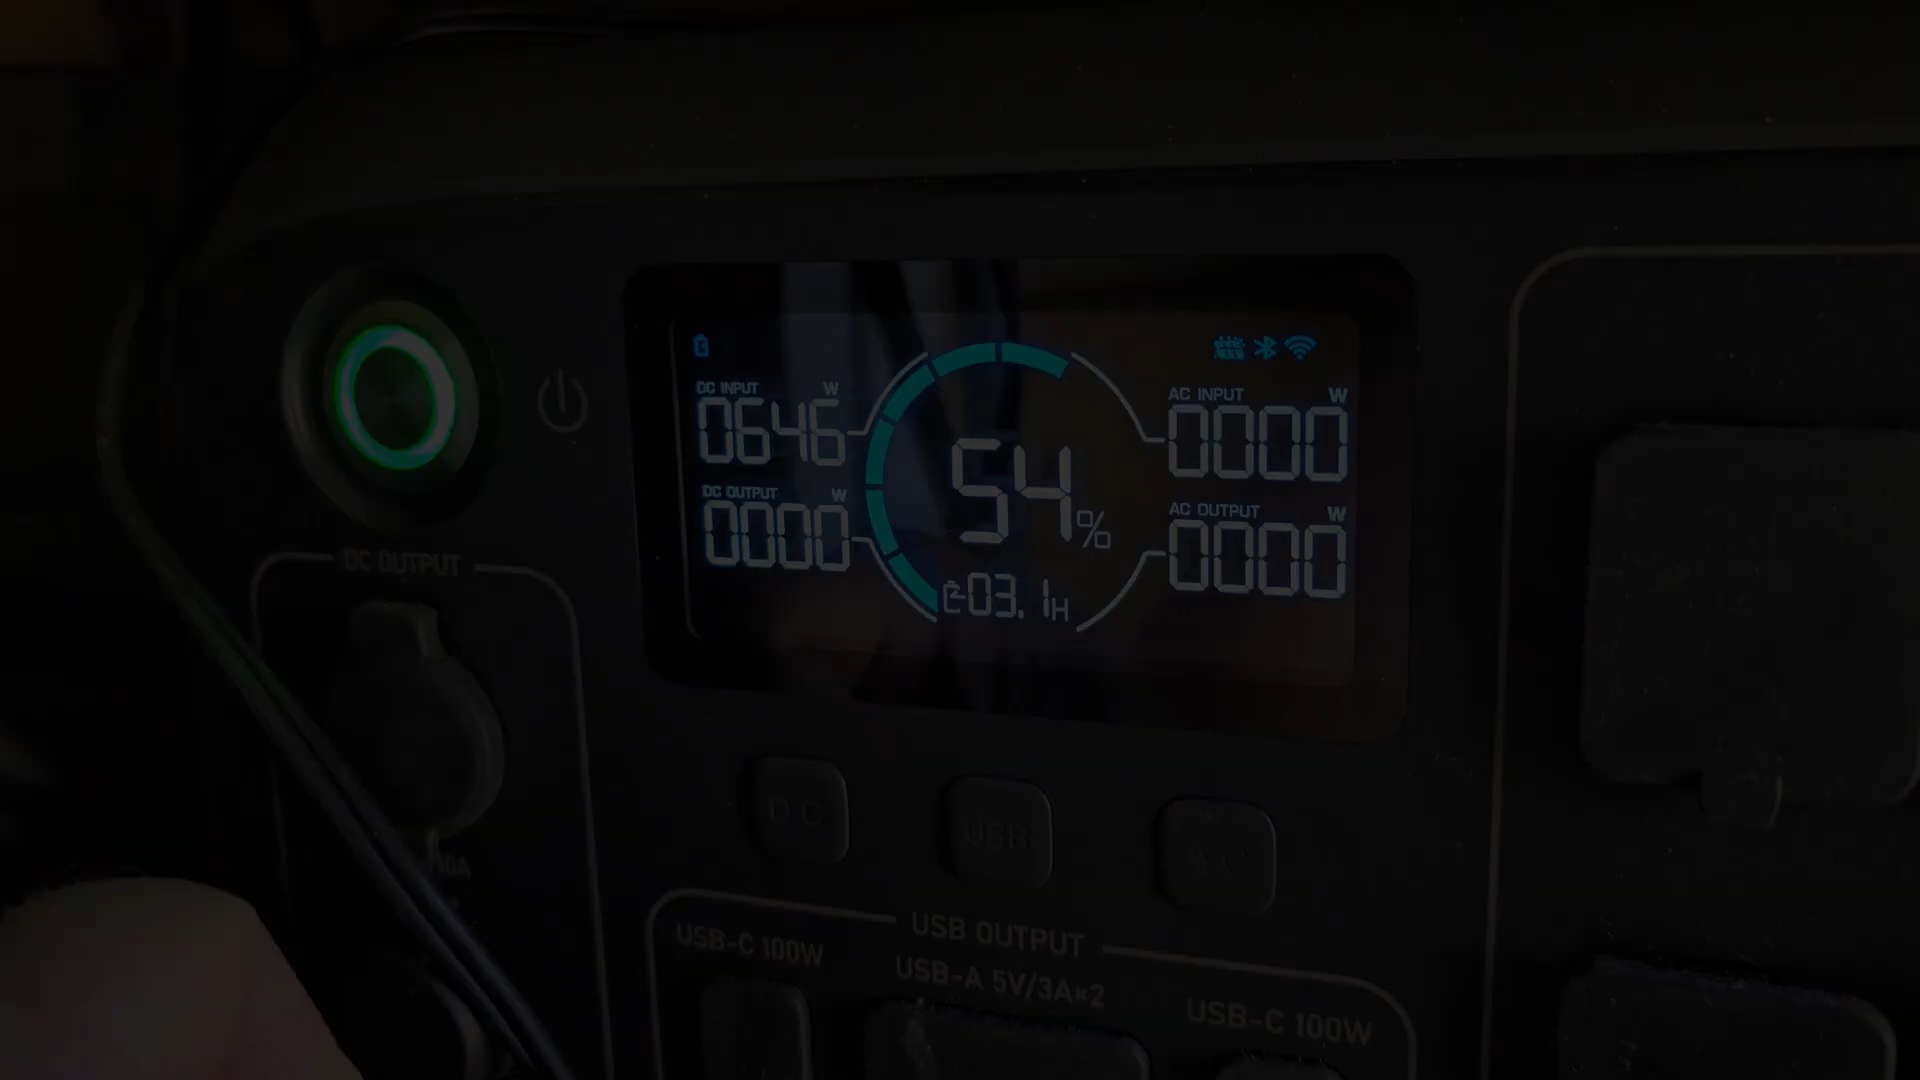 DC INPUT W
0646
DC OUTPUT W
0000
54%
03.1H
AC INPUT W
0000
AC OUTPUT W
0000
DC OUTPUT
DC
USB
AC
USB OUTPUT
USB-C 100W
USB-A 5V/3A×2
USB-C 100W